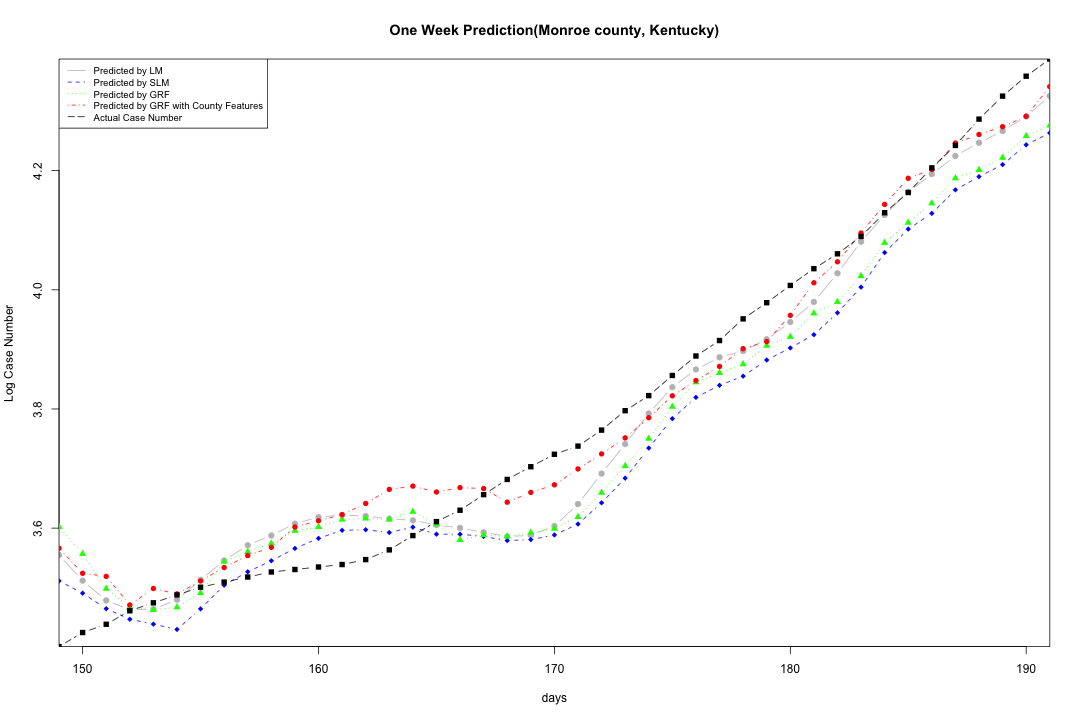 One Week Prediction(Monroe county, Kentucky)
Predicted by LM
Predicted by SLM
Predicted by GRF
Predicted by GRF with County Features
Actual Case Number
4.2
4.0
3.8
3.6
Log Case Number
150 160 170 180 190
days